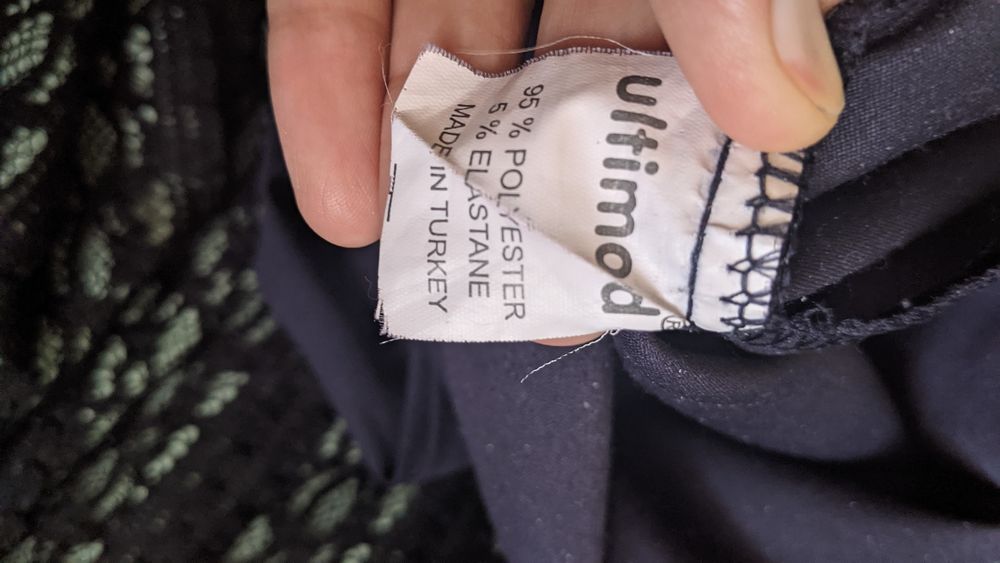 Ultimod®
95 % POLYESTER
5 % ELASTANE
MADE IN TURKEY